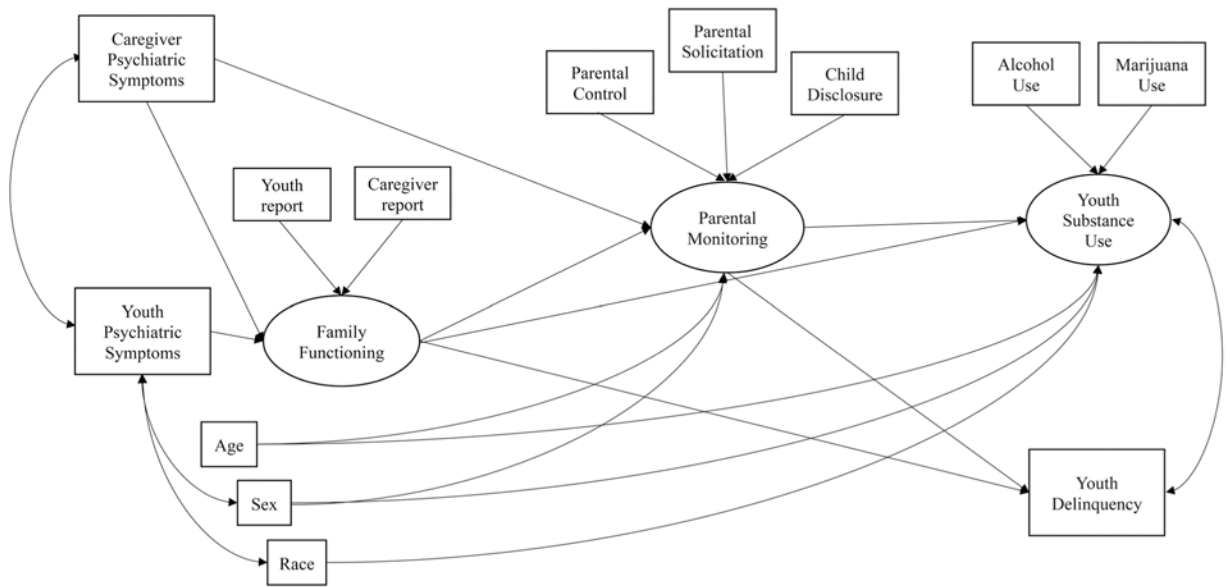 Caregiver
Psychiatric
Symptoms
Parental
Solicitation
Parental
Control
Child
Disclosure
Alcohol
Use
Marijuana
Use
Youth
report
Caregiver
report
Parental
Monitoring
Youth
Substance
Use
Youth
Psychiatric
Symptoms
Family
Functioning
Age
Sex
Race
Youth
Delinquency